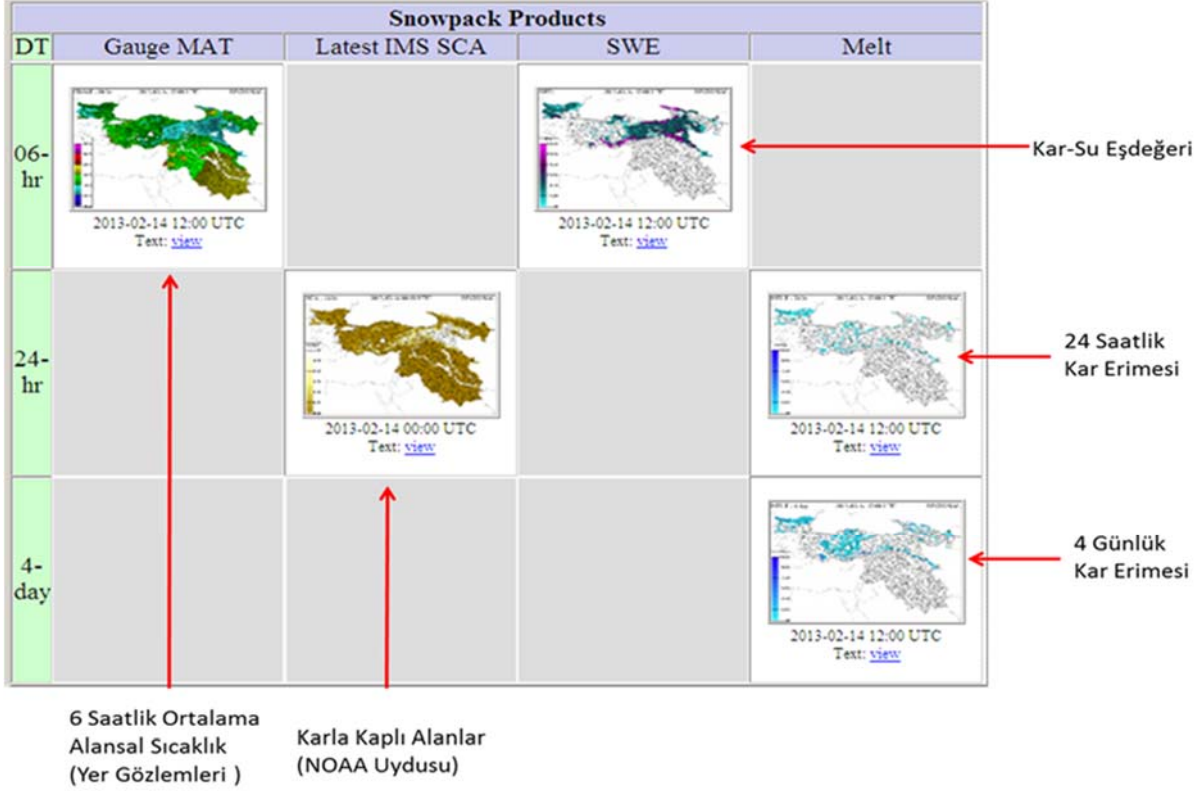 Snowpack Products
DT Gauge MAT Latest IMS SCA SWE Melt
06-
hr
2013-02-14 12:00 UTC
Text: view
2013-02-14 12:00 UTC
Text: view
Kar-Su Eşdeğeri
24-
hr
2013-02-14 00:00 UTC
Text: view
2013-02-14 12:00 UTC
Text: view
24 Saatlik
Kar Erimesi
4-
day
2013-02-14 12:00 UTC
Text: view
4 Günlük
Kar Erimesi
6 Saatlik Ortalama
Alansal Sıcaklık
(Yer Gözlemleri )
Karla Kaplı Alanlar
(NOAA Uydusu)